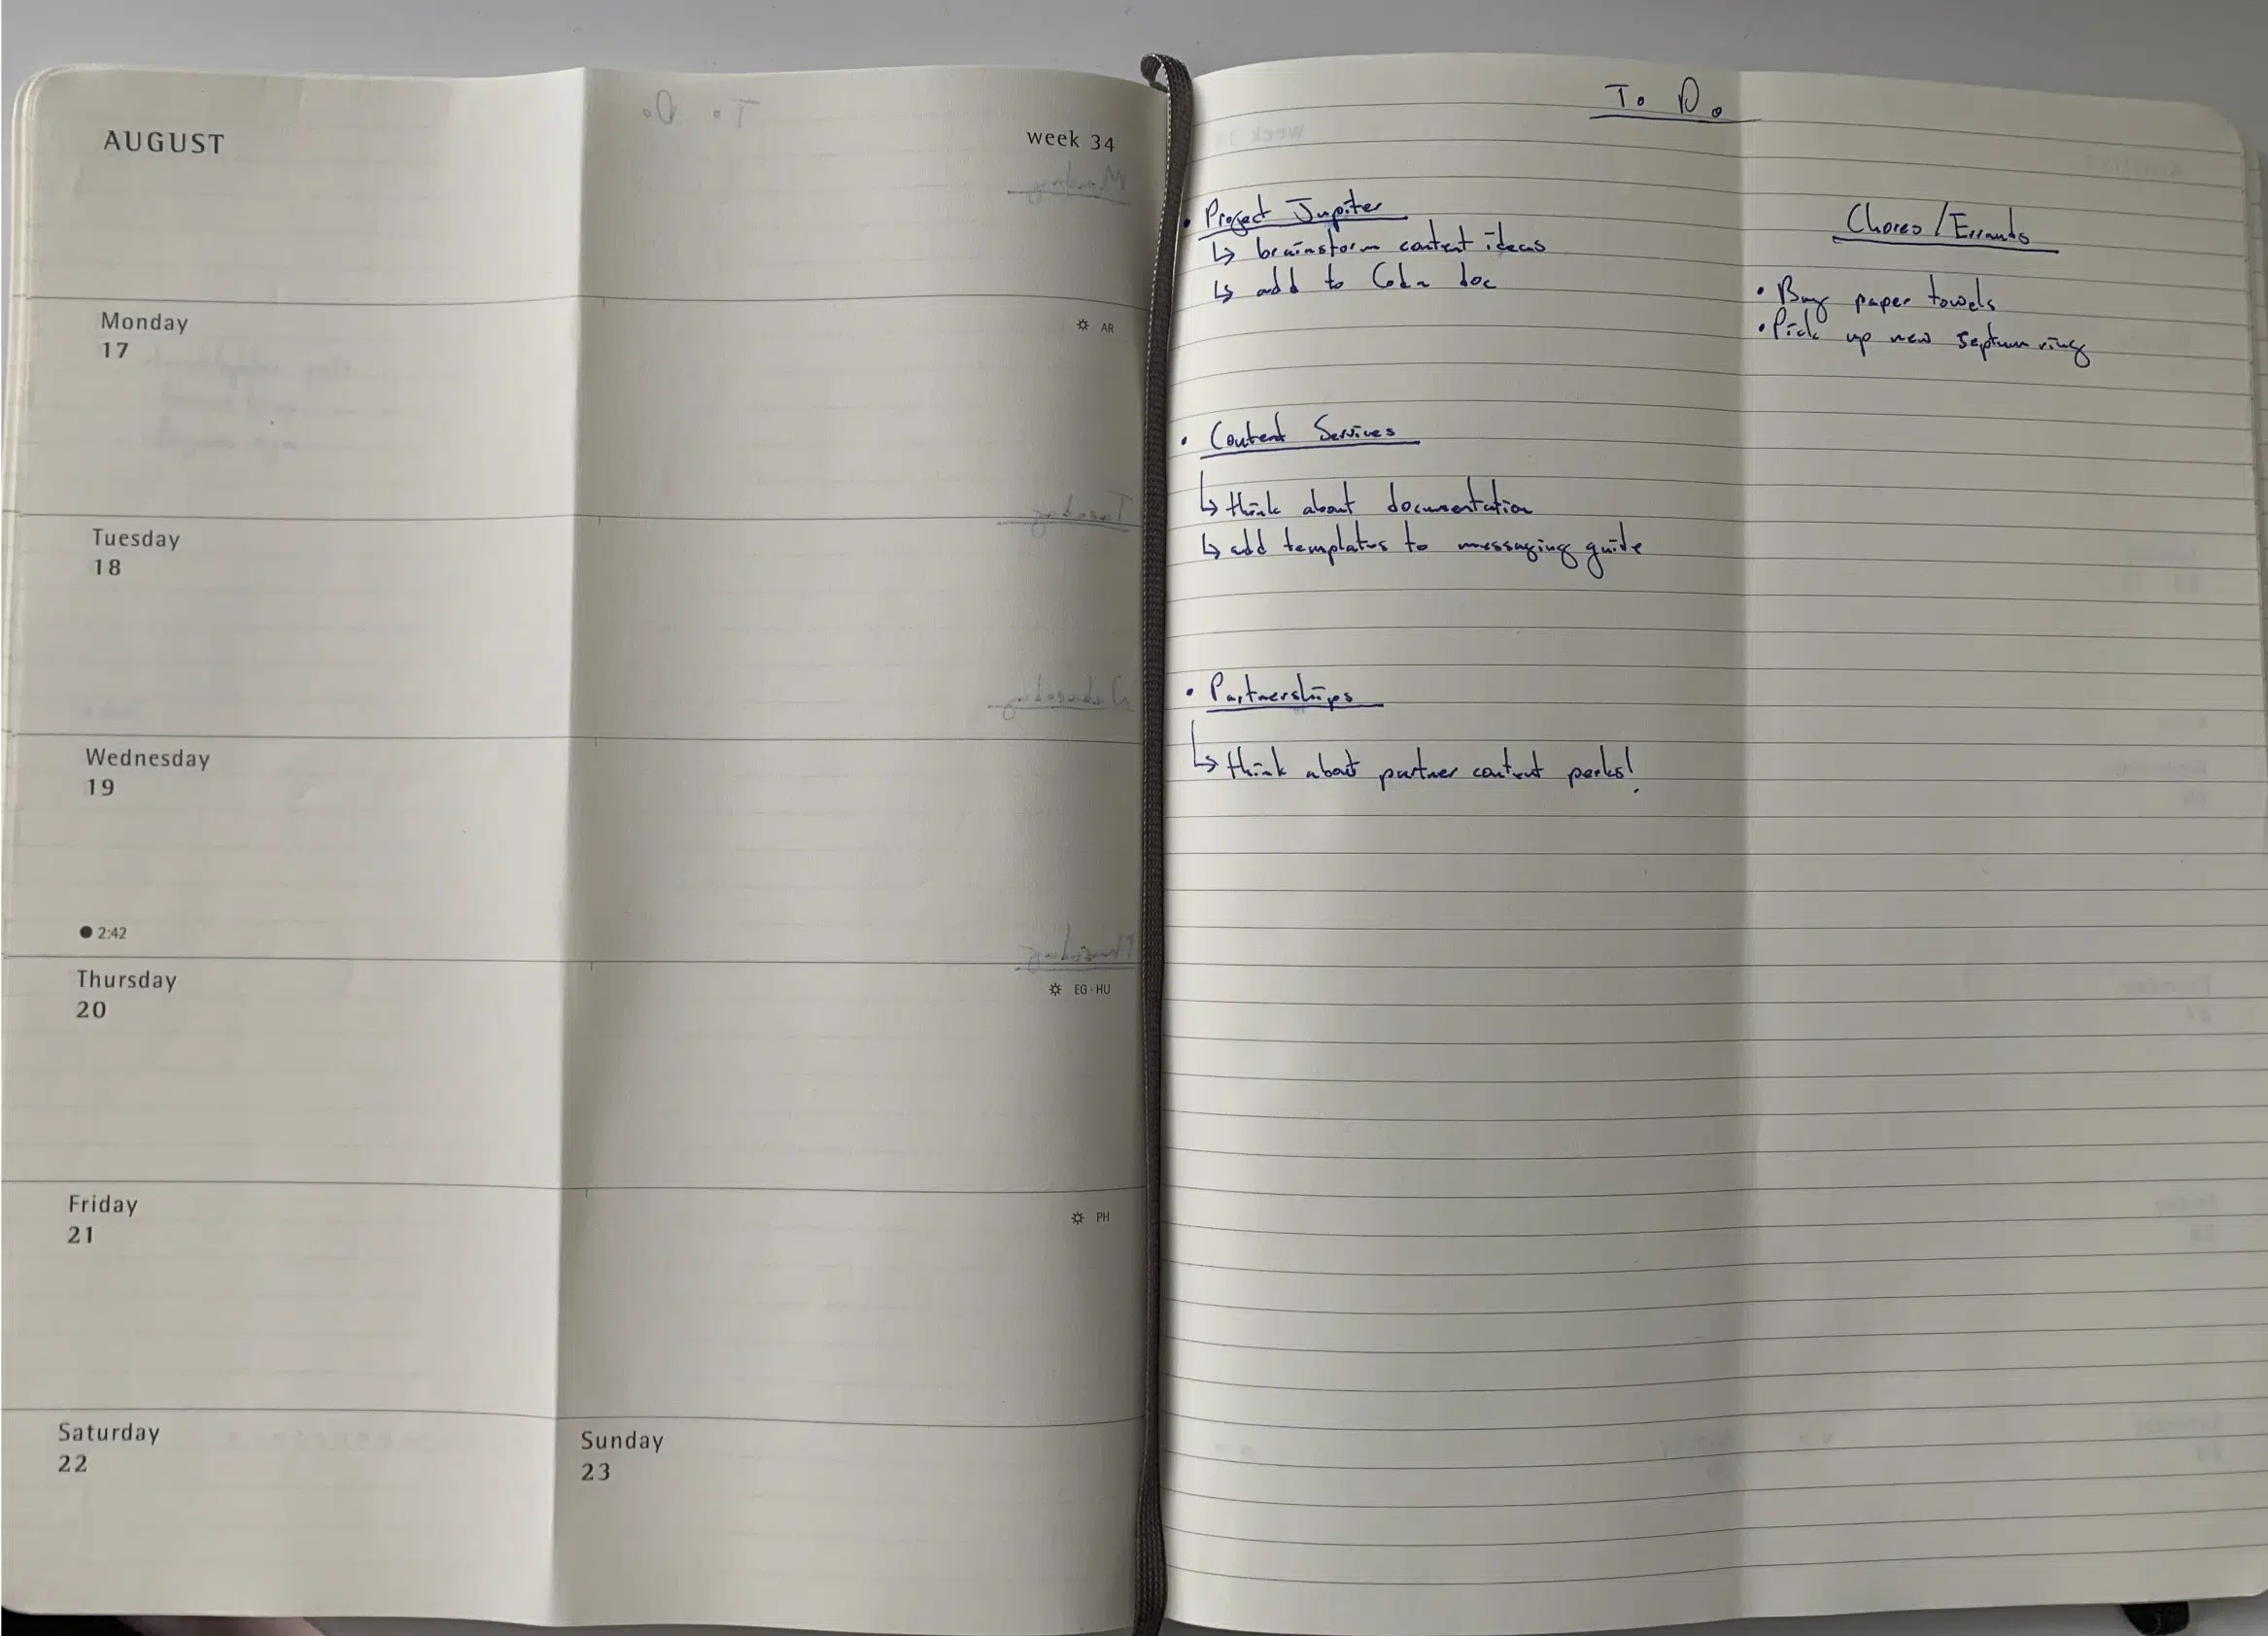 AUGUST
week 34
Monday
17
AR
Tuesday
18
Wednesday
19
2:42
Thursday
20
EG·HU
Friday
21
PH
Saturday
22
Sunday
23
To Do
• Project Jupiter
↳ brainstorm content ideas
↳ add to Coda doc
• Content Services
↳ think about documentation
↳ add templates to messaging guide
• Partnerships
↳ think about partner content perks!
Chores/Errands
• Buy paper towels
• Pick up new septum ring